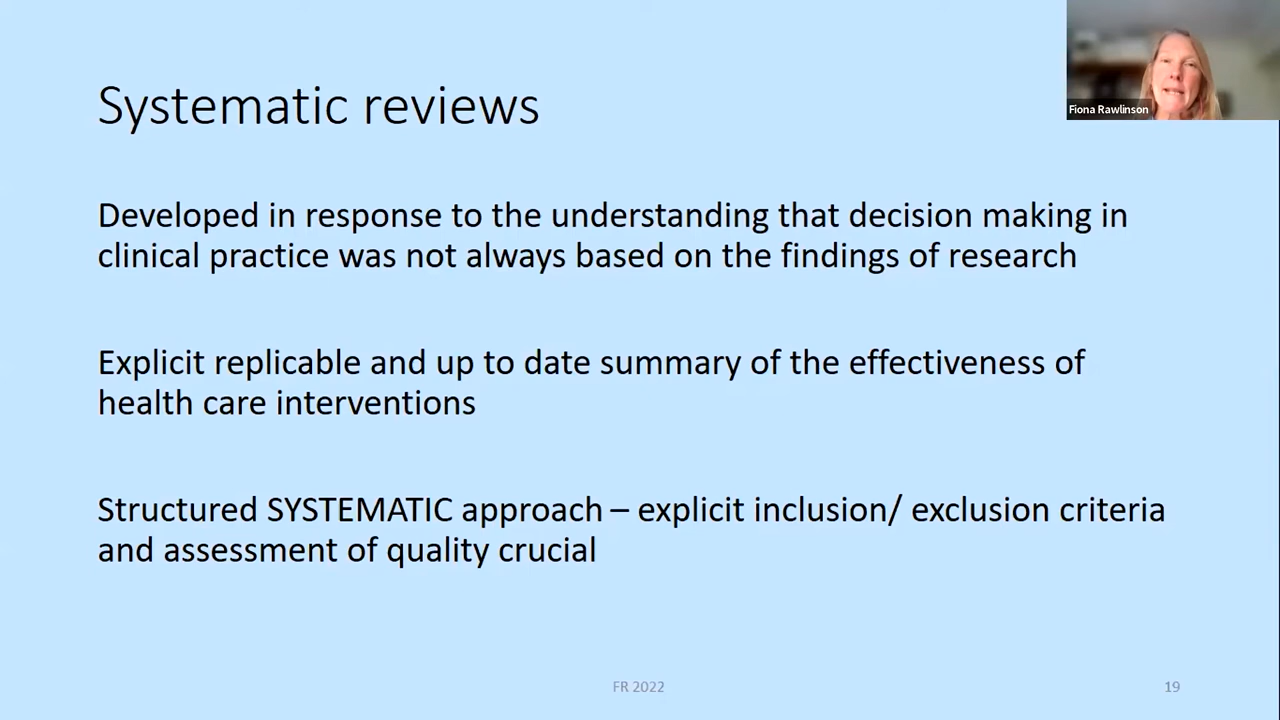 Fiona Rawlinson
Systematic reviews
Developed in response to the understanding that decision making in
clinical practice was not always based on the findings of research
Explicit replicable and up to date summary of the effectiveness of
health care interventions
Structured SYSTEMATIC approach – explicit inclusion/ exclusion criteria
and assessment of quality crucial
FR 2022
19